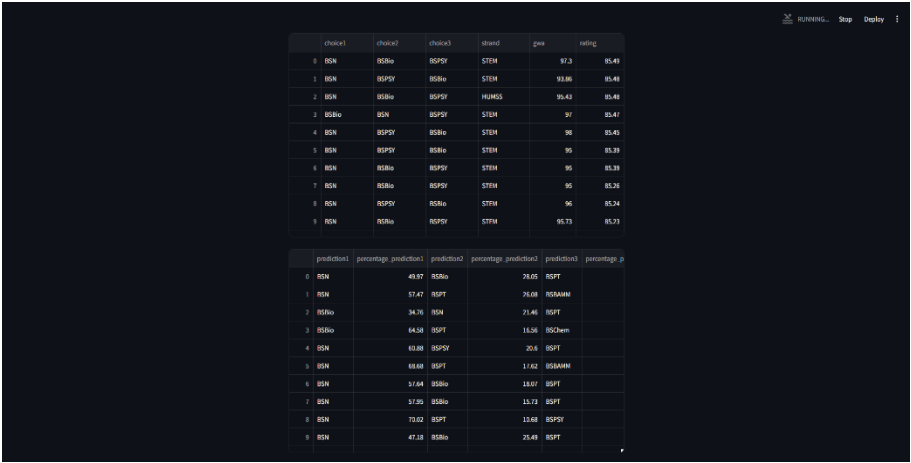 RUNNING... Stop Deploy
choice1 choice2 choice3 strand gwa rating
0 BSN BSBio BSPSY STEM 97.3 85.49
1 BSN BSPSY BSBio STEM 93.86 85.48
2 BSN BSBio BSPSY HUMSS 95.43 85.48
3 BSBio BSN BSPSY STEM 97 85.47
4 BSN BSPSY BSBio STEM 98 85.45
5 BSN BSPSY BSBio STEM 95 85.39
6 BSN BSBio BSPSY STEM 95 85.39
7 BSN BSBio BSPSY STEM 95 85.26
8 BSN BSPSY BSBio STEM 96 85.24
9 BSN BSBio BSPSY STEM 95.73 85.23
prediction1 percentage_prediction1 prediction2 percentage_prediction2 prediction3 percentage_p
0 BSN 49.97 BSBio 28.05 BSPT
1 BSN 57.47 BSPT 26.08 BSBAMM
2 BSBio 34.76 BSN 21.46 BSPT
3 BSBio 64.58 BSPT 16.56 BSChem
4 BSN 60.88 BSPSY 20.6 BSPT
5 BSN 68.68 BSPT 17.62 BSBAMM
6 BSN 57.64 BSBio 18.07 BSPT
7 BSN 57.95 BSBio 15.73 BSPT
8 BSN 70.02 BSPT 10.68 BSPSY
9 BSN 47.18 BSBio 25.49 BSPT